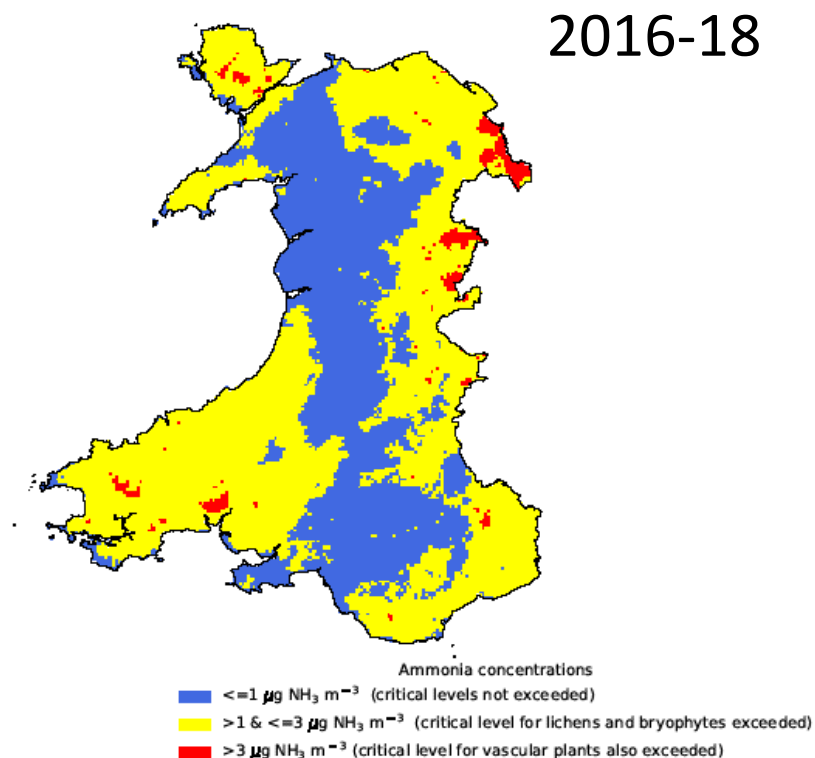 2016-18
Ammonia concentrations
<=1 µg NH₃ m⁻³ (critical levels not exceeded)
>1 & <=3 µg NH₃ m⁻³ (critical level for lichens and bryophytes exceeded)
>3 µg NH₃ m⁻³ (critical level for vascular plants also exceeded)